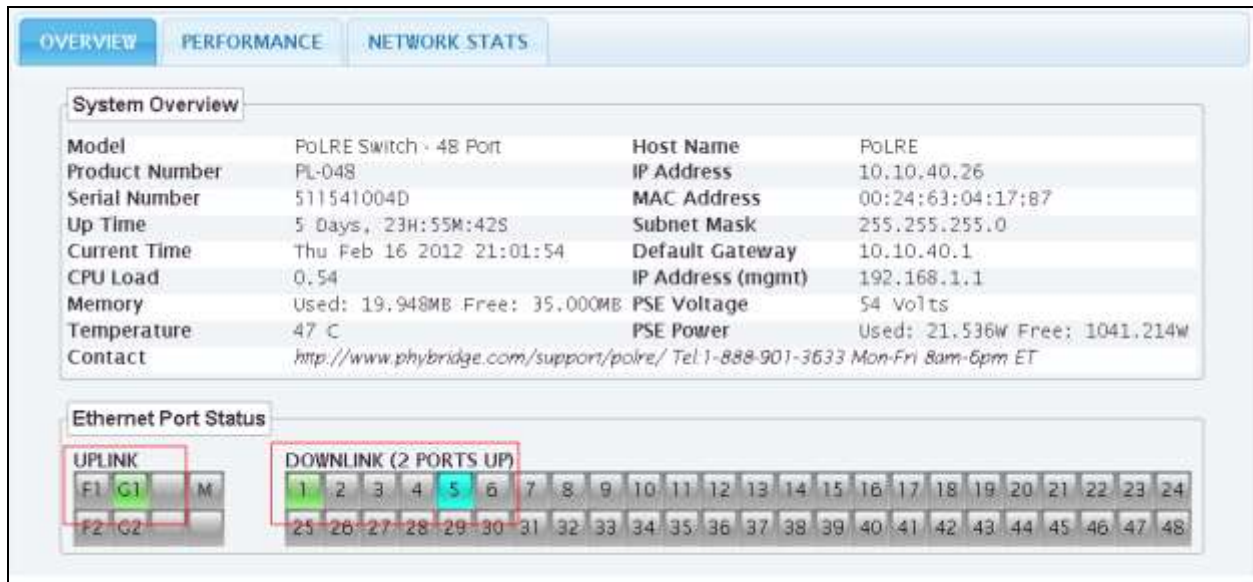 OVERVIEW PERFORMANCE NETWORK STATS
System Overview
Model PoLRE Switch - 48 Port Host Name PoLRE
Product Number PL-048 IP Address 10.10.40.26
Serial Number 511541004D MAC Address 00:24:63:04:17:87
Up Time 5 Days, 23H:55M:42S Subnet Mask 255.255.255.0
Current Time Thu Feb 16 2012 21:01:54 Default Gateway 10.10.40.1
CPU Load 0.54 IP Address (mgmt) 192.168.1.1
Memory Used: 19.948MB Free: 35.000MB PSE Voltage 54 Volts
Temperature 47 C PSE Power Used: 21.536W Free: 1041.214W
Contact http://www.phybridge.com/support/polre/ Tel:1-888-901-3633 Mon-Fri 8am-6pm ET
Ethernet Port Status
UPLINK DOWNLINK (2 PORTS UP)
F1 G1 M 1 2 3 4 5 6 7 8 9 10 11 12 13 14 15 16 17 18 19 20 21 22 23 24
F2 G2 25 26 27 28 29 30 31 32 33 34 35 36 37 38 39 40 41 42 43 44 45 46 47 48